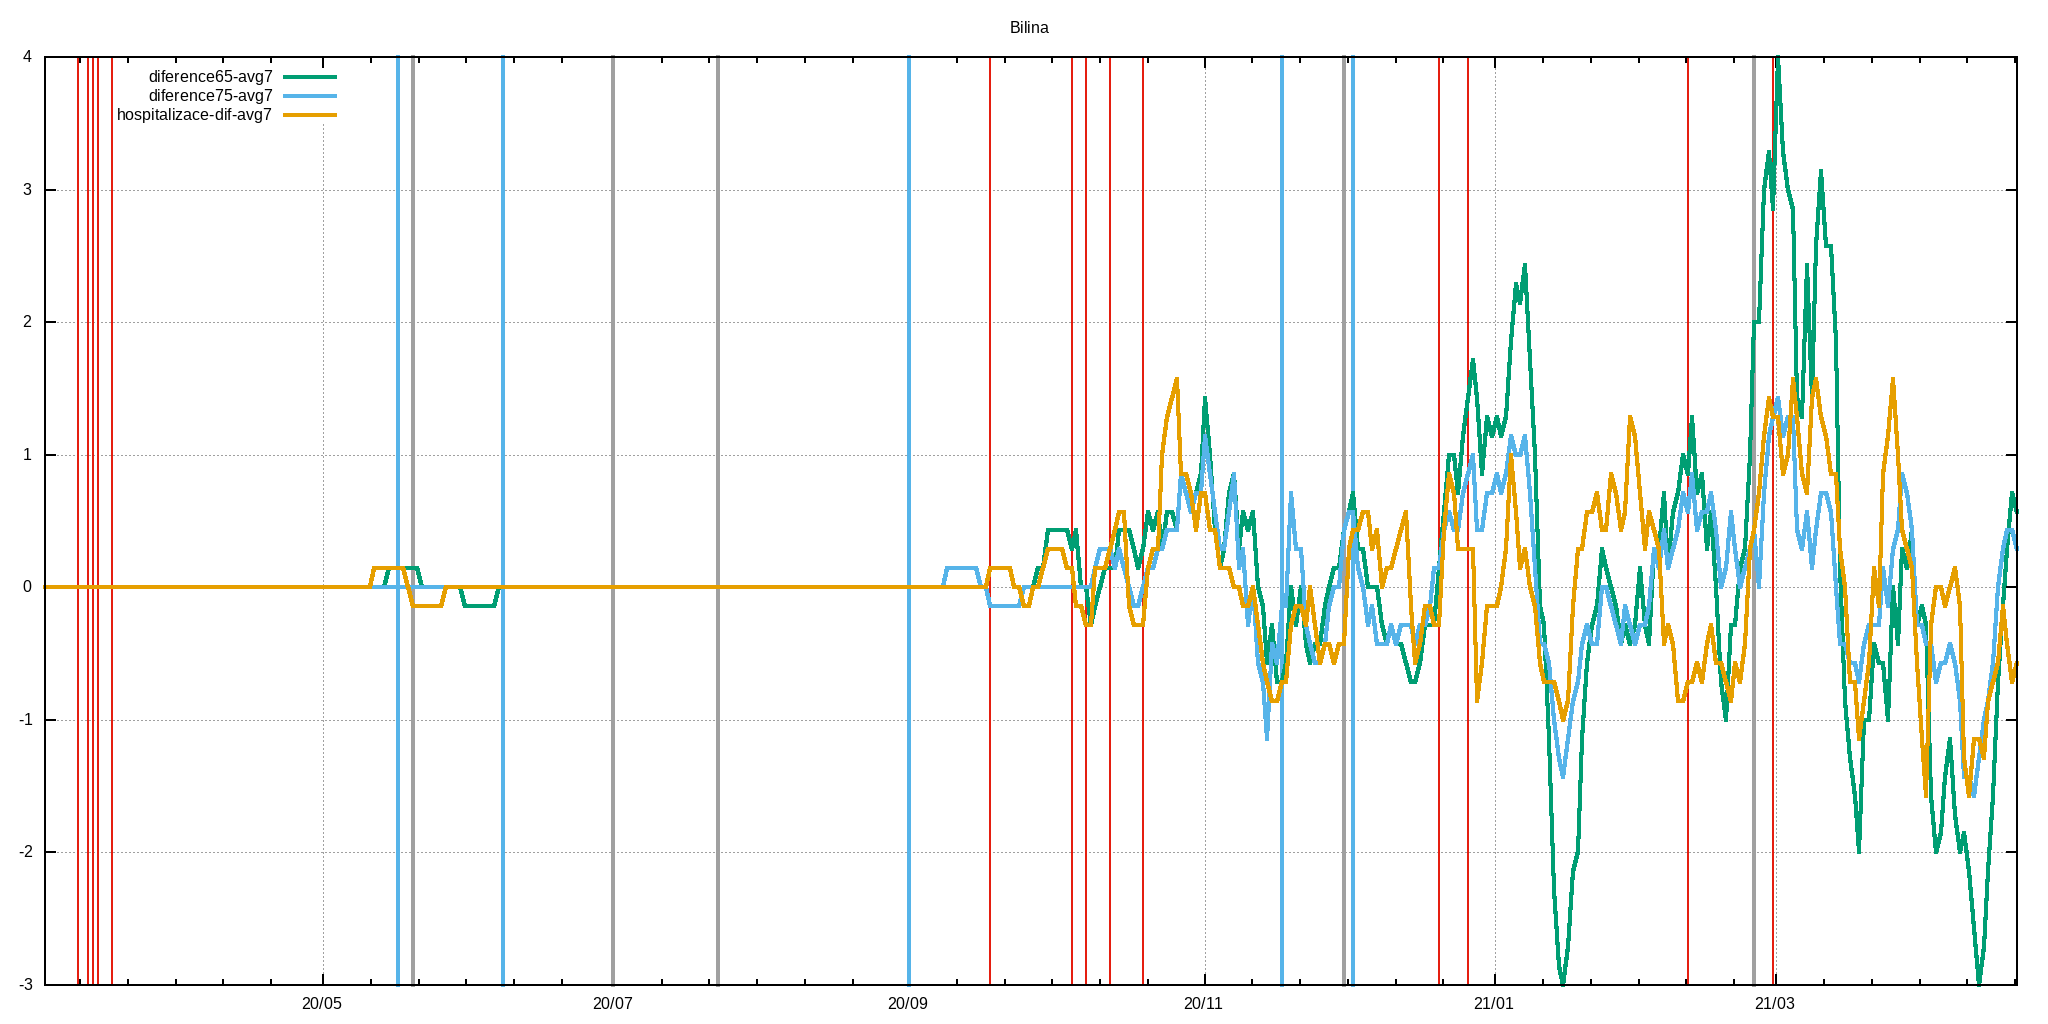 Bilina
diference65-avg7
diference75-avg7
hospitalizace-dif-avg7
4
3
2
1
0
-1
-2
-3
20/05 20/07 20/09 20/11 21/01 21/03